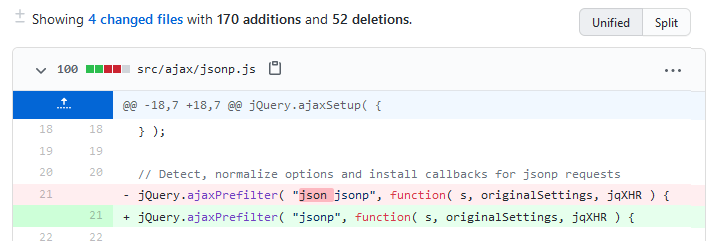 Showing 4 changed files with 170 additions and 52 deletions.
Unified Split
100 src/ajax/jsonp.js
@@ -18,7 +18,7 @@ jQuery.ajaxSetup( {
18 18 } );
19 19
20 20 // Detect, normalize options and install callbacks for jsonp requests
21 - jQuery.ajaxPrefilter( "json jsonp", function( s, originalSettings, jqXHR ) {
21 + jQuery.ajaxPrefilter( "jsonp", function( s, originalSettings, jqXHR ) {
22 22